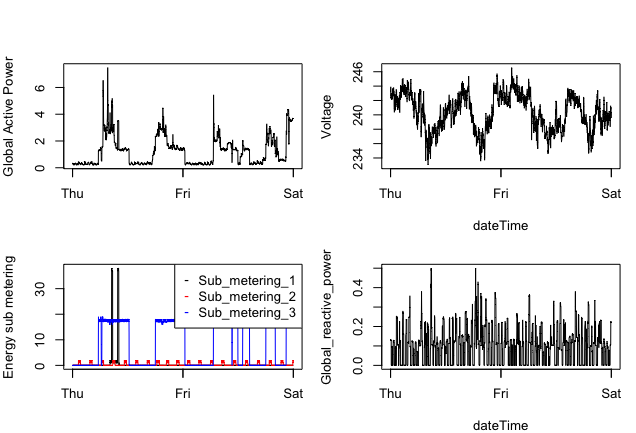 Global Active Power
0 2 4 6
Thu Fri Sat
Voltage
234 240 246
Thu Fri Sat
dateTime
Energy sub metering
0 10 30
Thu Fri Sat
Sub_metering_1
Sub_metering_2
Sub_metering_3
Global_reactive_power
0.0 0.2 0.4
Thu Fri Sat
dateTime